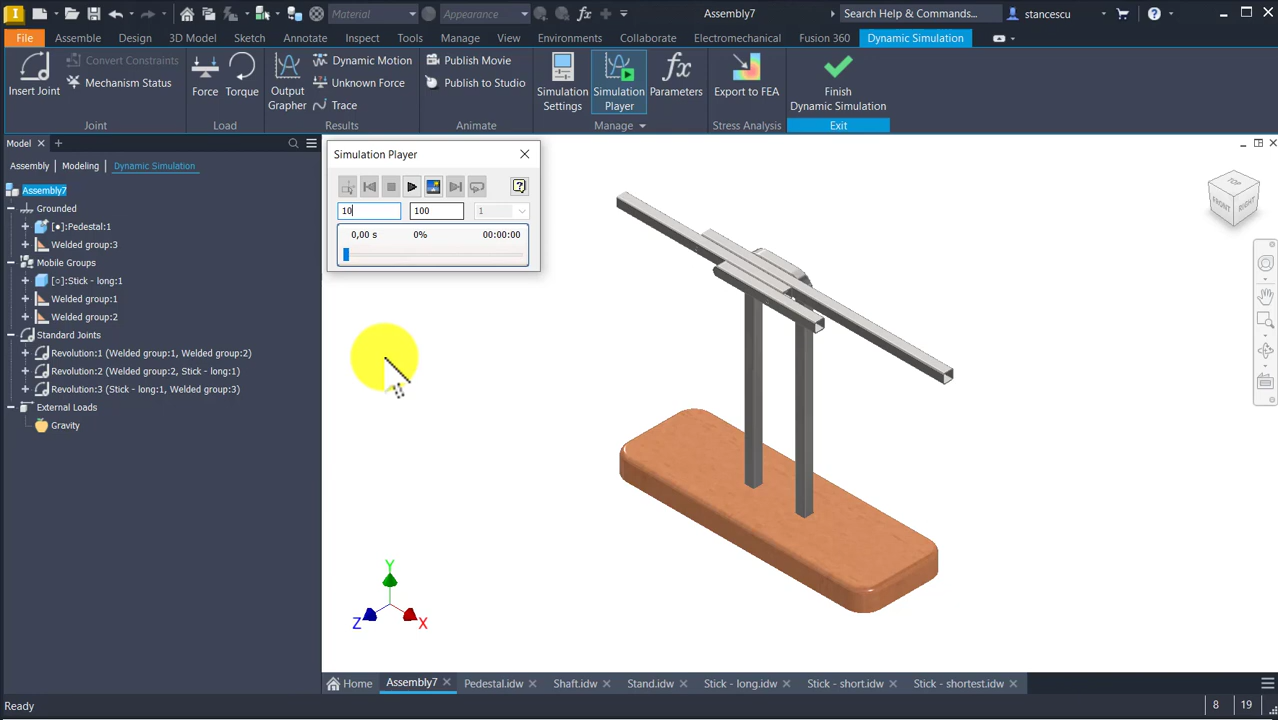 Material
Appearance
Assembly7
Search Help & Commands...
stancescu
File
Assemble
Design
3D Model
Sketch
Annotate
Inspect
Tools
Manage
View
Environments
Collaborate
Electromechanical
Fusion 360
Dynamic Simulation
Insert Joint
Convert Constraints
Mechanism Status
Joint
Force
Torque
Load
Output
Grapher
Dynamic Motion
Unknown Force
Trace
Results
Publish Movie
Publish to Studio
Animate
Simulation
Settings
Simulation
Player
Parameters
Manage
Export to FEA
Stress Analysis
Finish
Dynamic Simulation
Exit
Model
Assembly
Modeling
Dynamic Simulation
Assembly7
Grounded
[●]Pedestal:1
Welded group:3
Mobile Groups
[○]:Stick - long:1
Welded group:1
Welded group:2
Standard Joints
Revolution:1 (Welded group:1, Welded group:2)
Revolution:2 (Welded group:2, Stick - long:1)
Revolution:3 (Stick - long:1, Welded group:3)
External Loads
Gravity
Simulation Player
10
100
1
0,00 s
0%
00:00:00
TOP
FRONT
RIGHT
Y
Z
X
Home
Assembly7
Pedestal.idw
Shaft.idw
Stand.idw
Stick - long.idw
Stick - short.idw
Stick - shortest.idw
Ready
8
19